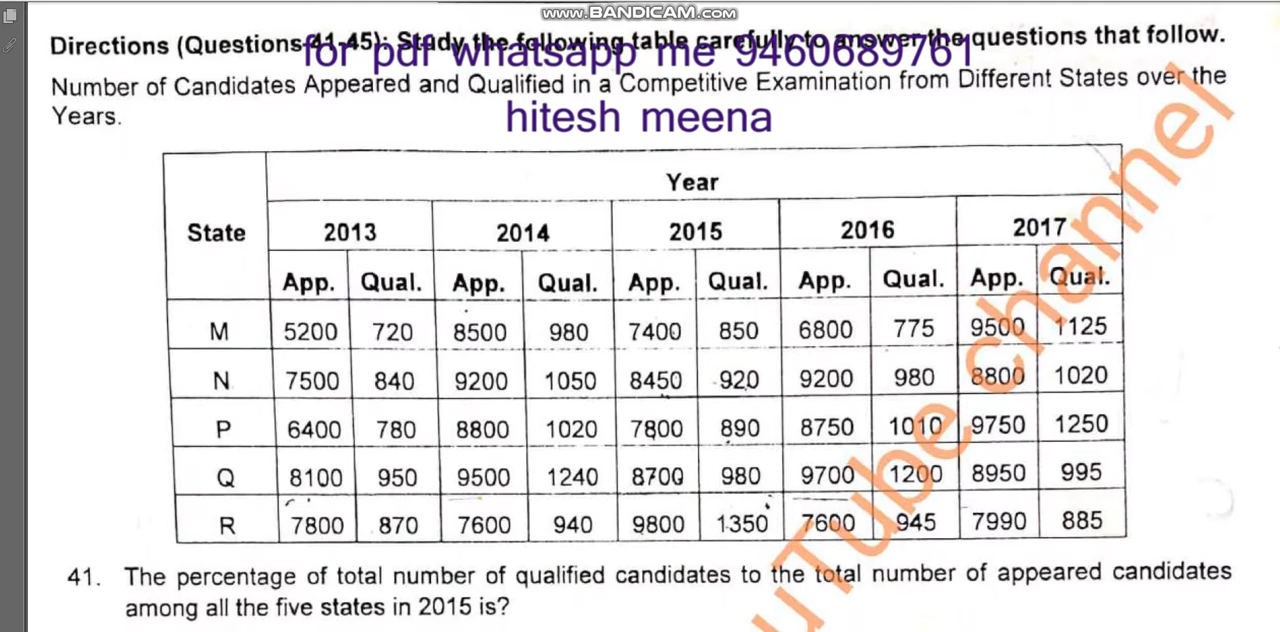 www.BANDICAM.com
Directions (Questions 41-45): Study the following table carefully to answer the questions that follow.
for pdf whatsapp me 9460689761
Number of Candidates Appeared and Qualified in a Competitive Examination from Different States over the
Years.
hitesh meena
Year
State 2013 2014 2015 2016 2017
App. Qual. App. Qual. App. Qual. App. Qual. App. Qual.
M 5200 720 8500 980 7400 850 6800 775 9500 1125
N 7500 840 9200 1050 8450 920 9200 980 8800 1020
P 6400 780 8800 1020 7800 890 8750 1010 9750 1250
Q 8100 950 9500 1240 8700 980 9700 1200 8950 995
R 7800 870 7600 940 9800 1350 7600 945 7990 885
uTube channel
41. The percentage of total number of qualified candidates to the total number of appeared candidates
among all the five states in 2015 is?